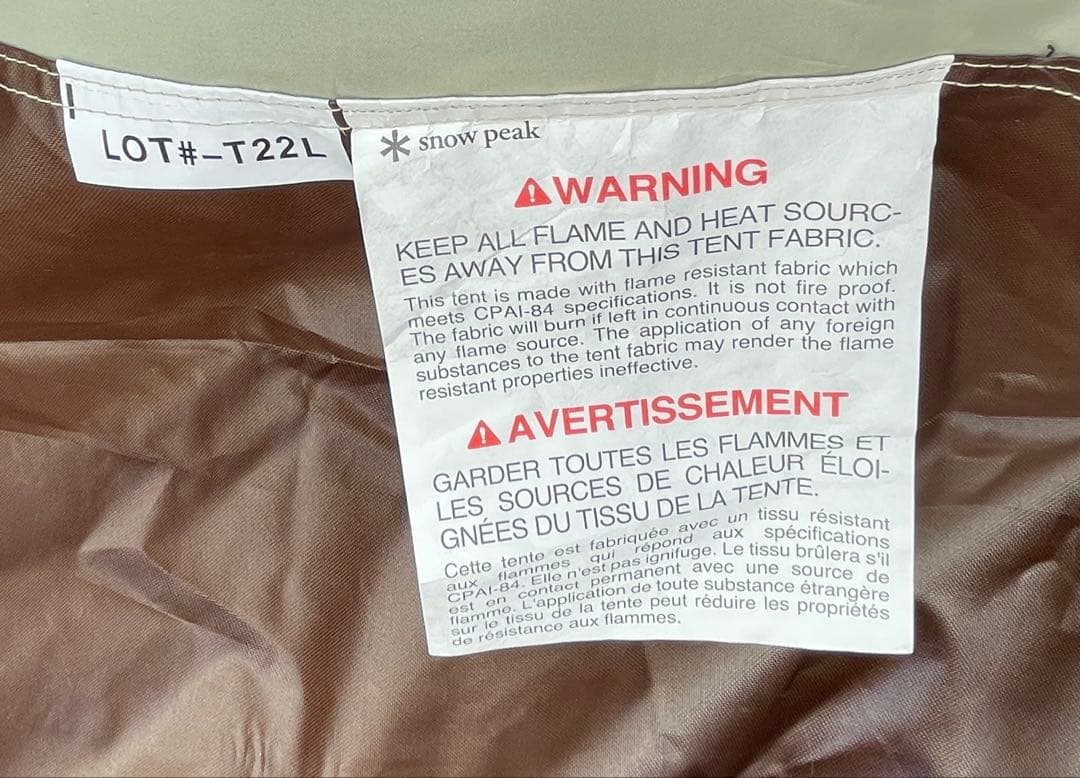 LOT#-T22L
snow peak
WARNING
KEEP ALL FLAME AND HEAT SOURC-
ES AWAY FROM THIS TENT FABRIC.
This tent is made with flame resistant fabric which
meets CPAI-84 specifications. It is not fire proof.
The fabric will burn if left in continuous contact with
any flame source. The application of any foreign
substances to the tent fabric may render the flame
resistant properties ineffective.
AVERTISSEMENT
GARDER TOUTES LES FLAMMES ET
LES SOURCES DE CHALEUR ÉLOI-
GNÉES DU TISSU DE LA TENTE.
Cette tente est fabriquée avec un tissu résistant
aux flammes qui répond aux spécifications
CPAI-84. Elle n'est pas ignifuge. Le tissu brûlera s'il
est en contact permanent avec une source de
flamme. L'application de toute substance étrangère
sur le tissu de la tente peut réduire les propriétés
de résistance aux flammes.